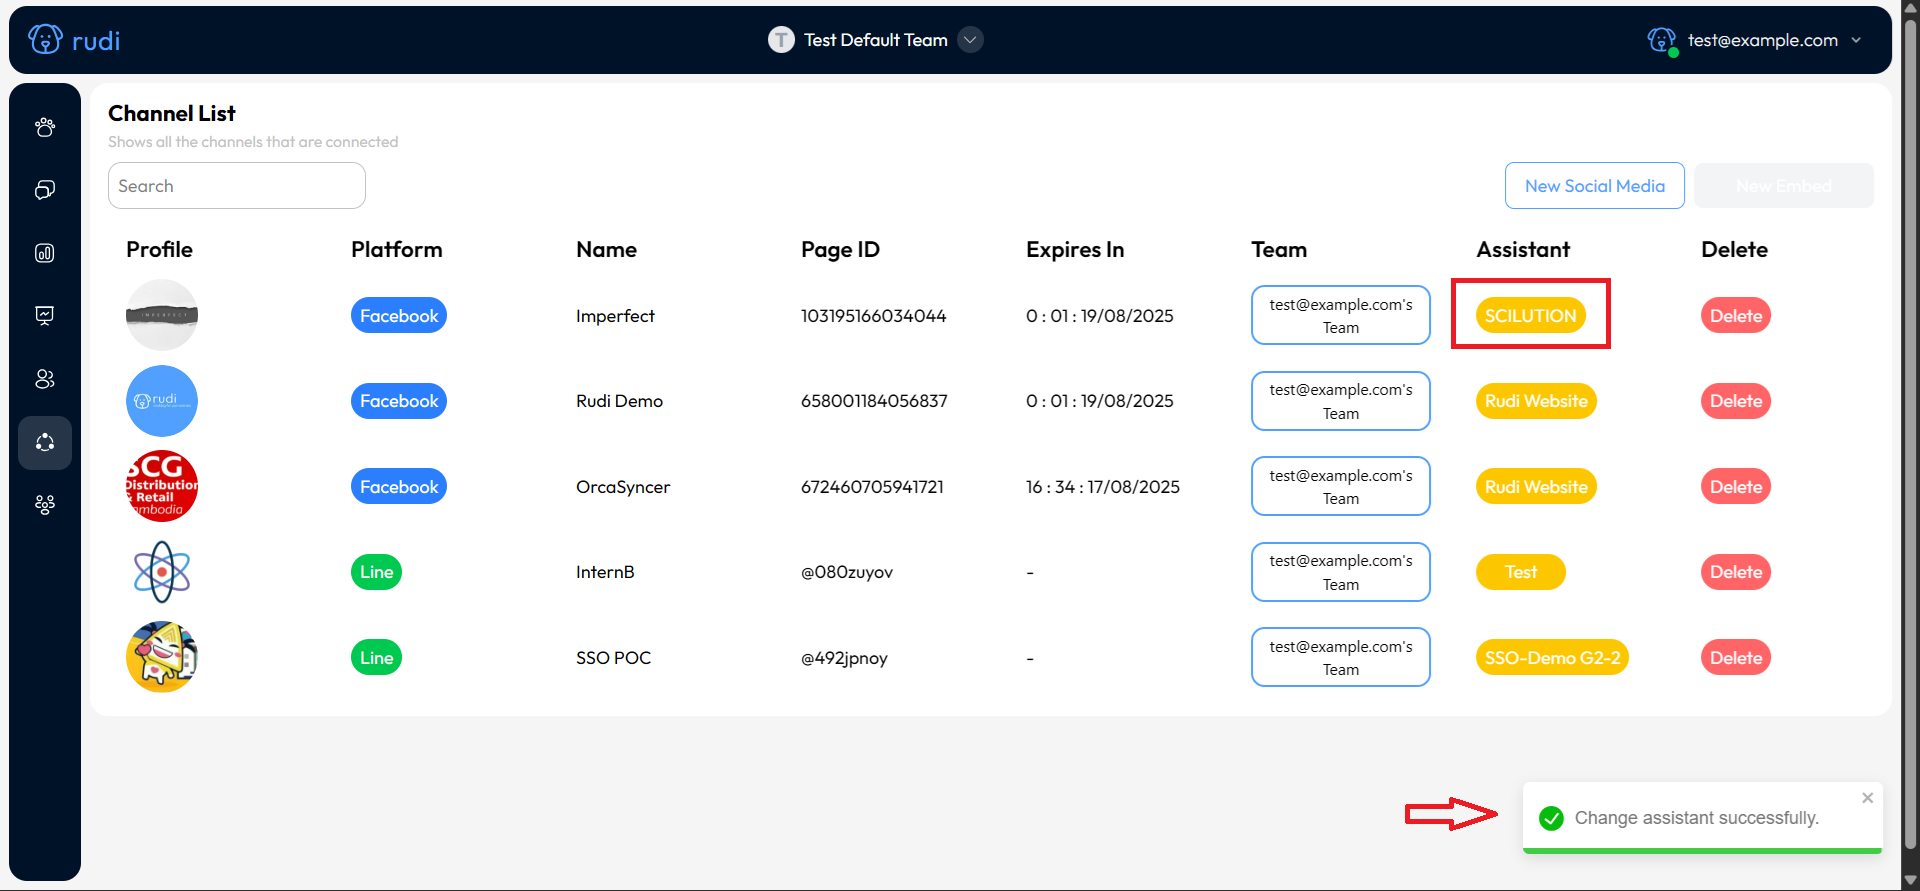 rudi
T Test Default Team
test@example.com
Channel List
Shows all the channels that are connected
Search
New Social Media
New Embed
Profile Platform Name Page ID Expires In Team Assistant Delete
IMPERFECT
Facebook Imperfect 103195166034044 0 : 01 : 19/08/2025 test@example.com's
Team
SCILUTION Delete
rudi
Facebook Rudi Demo 658001184056837 0 : 01 : 19/08/2025 test@example.com's
Team
Rudi Website Delete
SCG
Distribution
& Retail
Cambodia
Facebook OrcaSyncer 672460705941721 16 : 34 : 17/08/2025 test@example.com's
Team
Rudi Website Delete
Line InternB @080zuyov - test@example.com's
Team
Test Delete
Line SSO POC @492jpnoy - test@example.com's
Team
SSO-Demo G2-2 Delete
Change assistant successfully.